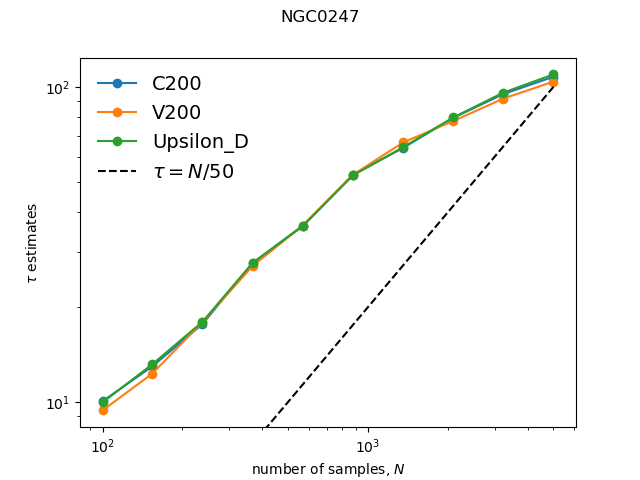 NGC0247
C200
V200
Upsilon_D
τ = N/50
10²
10¹
τ estimates
10²
10³
number of samples, N